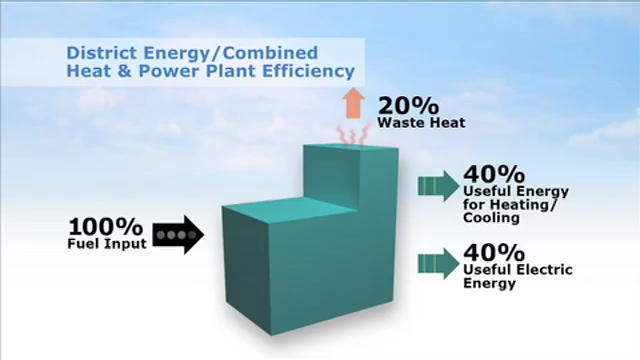 District Energy/Combined
Heat & Power Plant Efficiency
20%
Waste Heat
40%
Useful Energy
for Heating/
Cooling
100%
Fuel Input
40%
Useful Electric
Energy